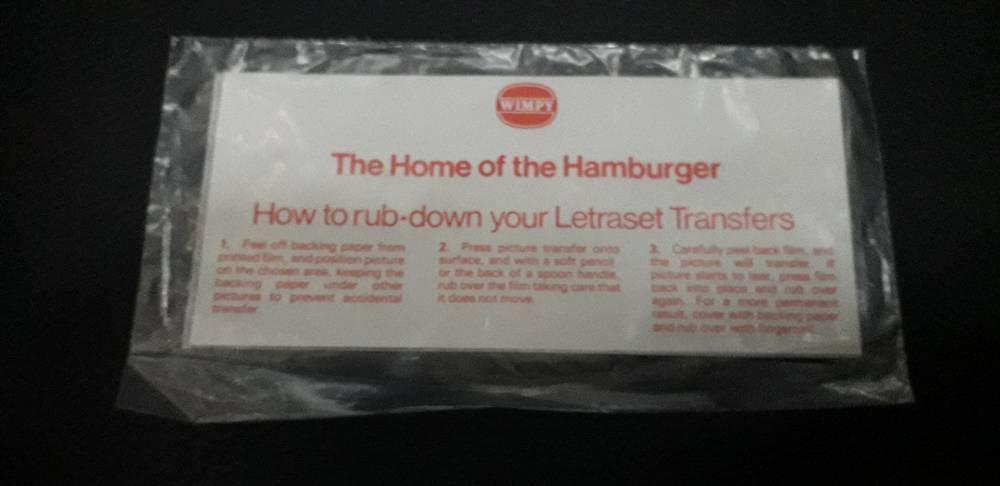 WIMPY
The Home of the Hamburger
How to rub-down your Letraset Transfers
1. Peel off backing paper from
printed film, and position picture
on the chosen area, keeping the
backing paper under other
pictures to prevent accidental
transfer.
2. Press picture transfer onto
surface, and with a soft pencil
or the back of a spoon handle,
rub over the film taking care that
it does not move.
3. Carefully peel back film, and
the picture will transfer. If
picture starts to tear, press film
back into place and rub over
again. For a more permanent
result, cover with backing paper
and rub over with fingernail.